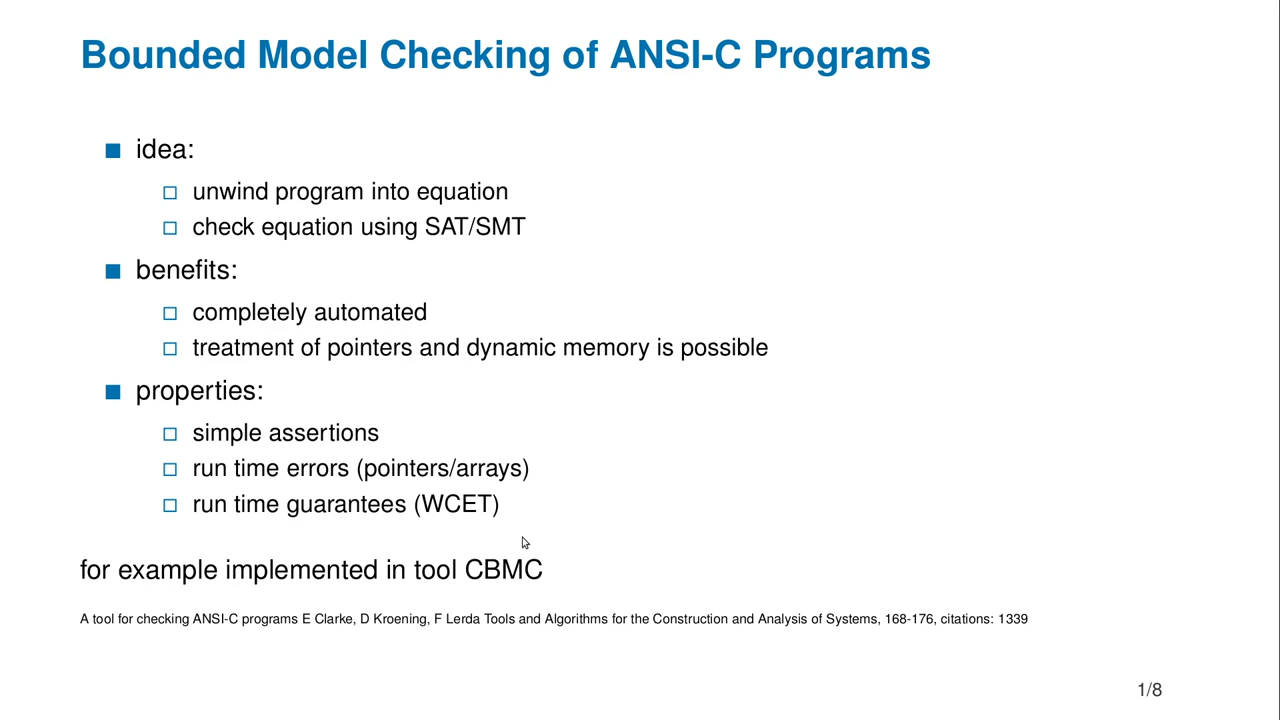 Bounded Model Checking of ANSI-C Programs
idea:
unwind program into equation
check equation using SAT/SMT
benefits:
completely automated
treatment of pointers and dynamic memory is possible
properties:
simple assertions
run time errors (pointers/arrays)
run time guarantees (WCET)
for example implemented in tool CBMC
A tool for checking ANSI-C programs E Clarke, D Kroening, F Lerda Tools and Algorithms for the Construction and Analysis of Systems, 168-176, citations: 1339
1/8